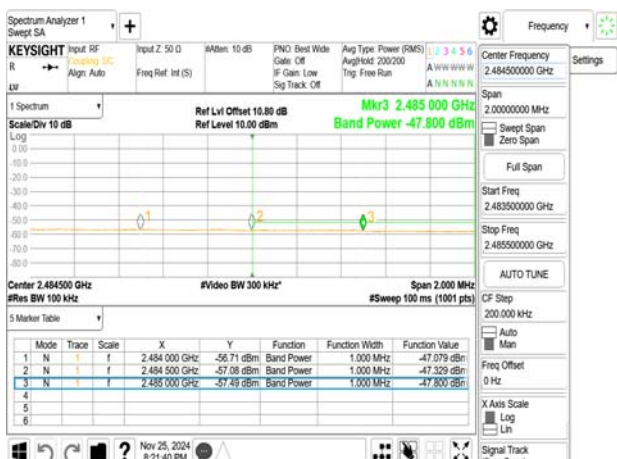 Spectrum Analyzer 1
Swept SA
Frequency
KEYSIGHT
Input: RF
Coupling: DC
Align: Auto
Input Z: 50 Ω
Freq Ref: Int (S)
#Atten: 10 dB
PNO: Best Wide
Gate: Off
IF Gain: Low
Sig Track: Off
Avg Type: Power (RMS)
Avg|Hold: 200/200
Trig: Free Run
1 2 3 4 5 6
A W W W W W
A N N N N N
R
1 Spectrum
Scale/Div 10 dB
Ref Lvl Offset 10.80 dB
Ref Level 10.00 dBm
Mkr3 2.485 000 GHz
Band Power -47.800 dBm
Log
0.00
-10.0
-20.0
-30.0
-40.0
-50.0
-60.0
-70.0
-80.0
1
2
3
Center 2.484500 GHz
#Res BW 100 kHz
#Video BW 300 kHz*
Span 2.000 MHz
#Sweep 100 ms (1001 pts)
5 Marker Table
Mode Trace Scale X Y Function Function Width Function Value
1 N 1 f 2.484 000 GHz -56.71 dBm Band Power 1.000 MHz -47.079 dBm
2 N 1 f 2.484 500 GHz -57.08 dBm Band Power 1.000 MHz -47.329 dBm
3 N 1 f 2.485 000 GHz -57.49 dBm Band Power 1.000 MHz -47.800 dBm
4
5
6
Nov 25, 2024
8:21:40 PM
Center Frequency
2.484500000 GHz
Settings
Span
2.00000000 MHz
Swept Span
Zero Span
Full Span
Start Freq
2.483500000 GHz
Stop Freq
2.485500000 GHz
AUTO TUNE
CF Step
200.000 kHz
Auto
Man
Freq Offset
0 Hz
X Axis Scale
Log
Lin
Signal Track